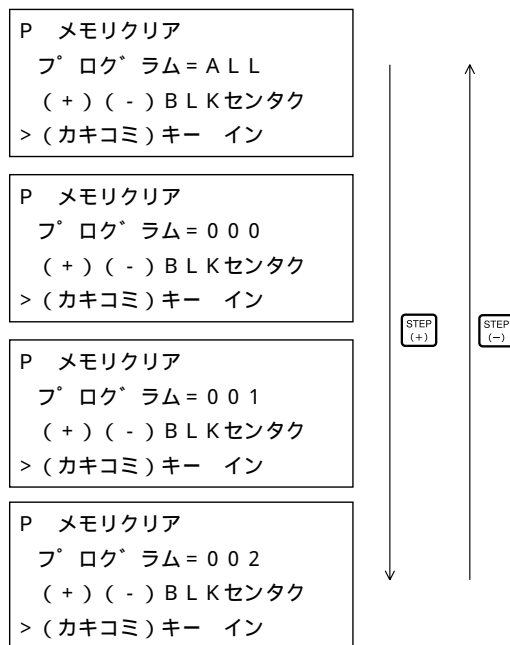 P メモリクリア
プログラム=ALL
(+)(-)BLKセンタク
>(カキコミ)キー イン
P メモリクリア
プログラム=000
(+)(-)BLKセンタク
>(カキコミ)キー イン
P メモリクリア
プログラム=001
(+)(-)BLKセンタク
>(カキコミ)キー イン
P メモリクリア
プログラム=002
(+)(-)BLKセンタク
>(カキコミ)キー イン
STEP
(+)
STEP
(-)